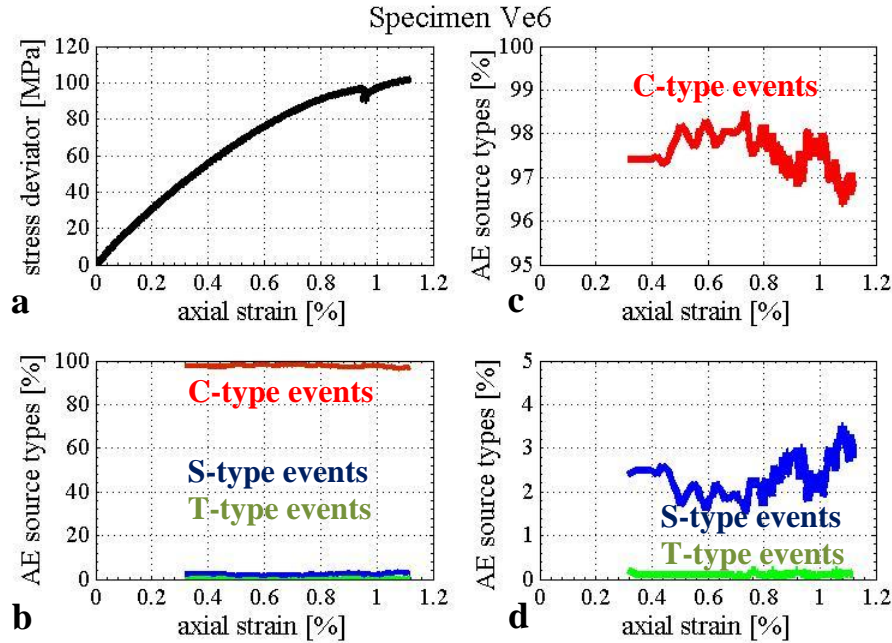 Specimen Ve6
120
100
80
60
40
20
0
stress deviator [MPa]
0 0.2 0.4 0.6 0.8 1 1.2
axial strain [%]
a
100
99
98
97
96
95
AE source types [%]
C-type events
0 0.2 0.4 0.6 0.8 1 1.2
axial strain [%]
c
100
80
60
40
20
0
AE source types [%]
C-type events
S-type events
T-type events
0 0.2 0.4 0.6 0.8 1 1.2
axial strain [%]
b
5
4
3
2
1
0
AE source types [%]
S-type events
T-type events
0 0.2 0.4 0.6 0.8 1 1.2
axial strain [%]
d